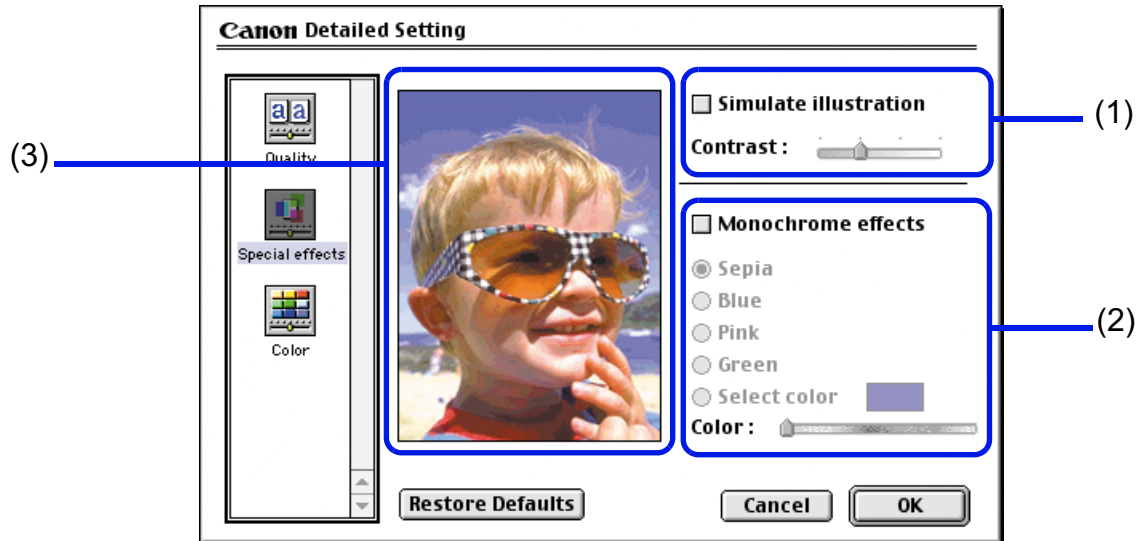 Canon Detailed Setting
aa
Quality
Special effects
Color
Simulate illustration
Contrast :
Monochrome effects
Sepia
Blue
Pink
Green
Select color
Color :
Restore Defaults
Cancel
OK
(1)
(2)
(3)